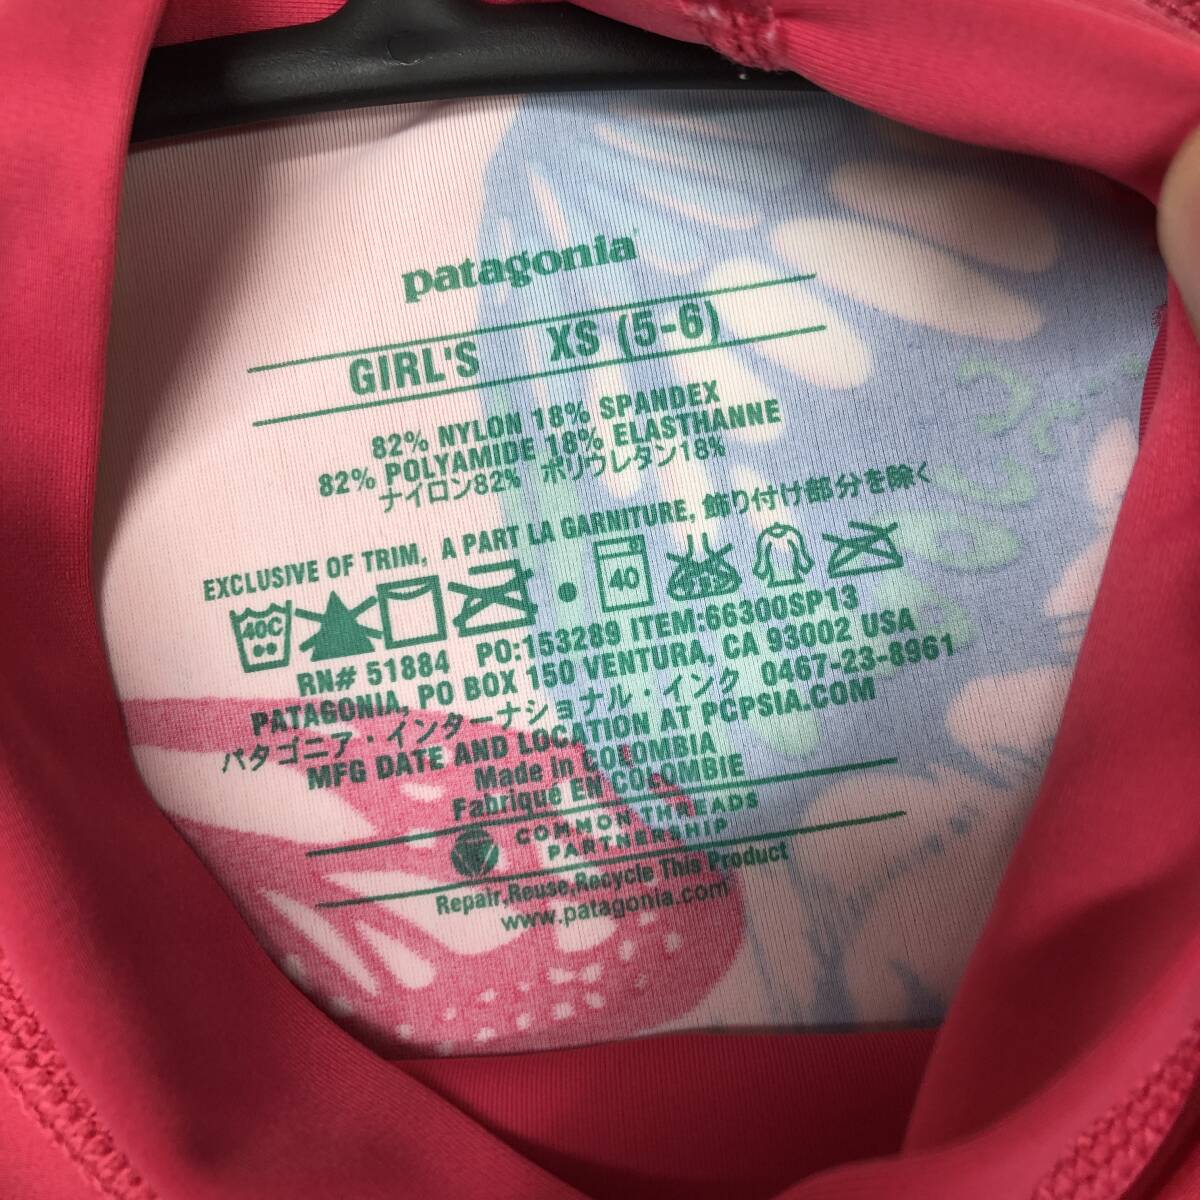 patagonia
GIRL'S XS (5-6)
82% NYLON 18% SPANDEX
82% POLYAMIDE 18% ELASTHANNE
ナイロン82% ポリウレタン18%
EXCLUSIVE OF TRIM, A PART LA GARNITURE, 飾り付け部分を除く
40C 40
RN# 51884 PO:153289 ITEM:66300SP13
PATAGONIA, PO BOX 150 VENTURA, CA 93002 USA
パタゴニア・インターナショナル・インク 0467-23-8961
MFG DATE AND LOCATION AT PCPSIA.COM
Made in COLOMBIA
Fabriqué EN COLOMBIE
COMMON THREADS
PARTNERSHIP
Repair,Reuse,Recycle This Product
www.patagonia.com